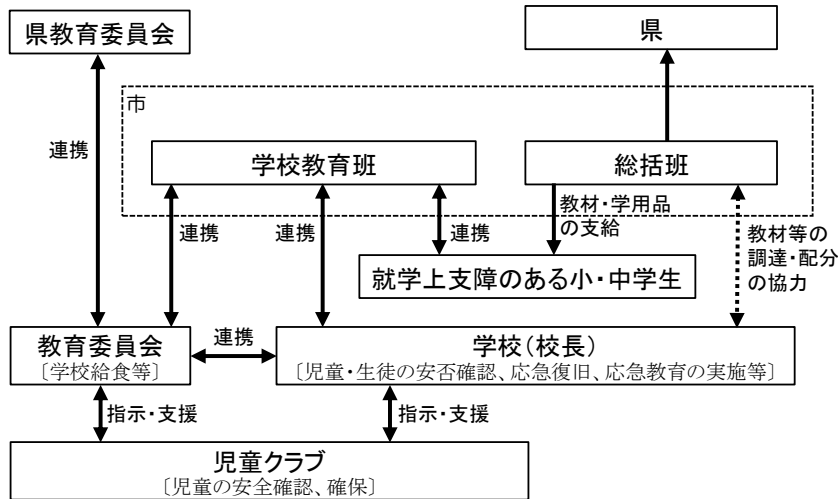 県教育委員会
県
市
連携
学校教育班
総括班
連携
連携
連携
教材・学用品
の支給
教材等の
調達・配分
の協力
就学上支障のある小・中学生
教育委員会
〔学校給食等〕
連携
学校(校長)
〔児童・生徒の安否確認、応急復旧、応急教育の実施等〕
指示・支援
指示・支援
児童クラブ
〔児童の安全確認、確保〕